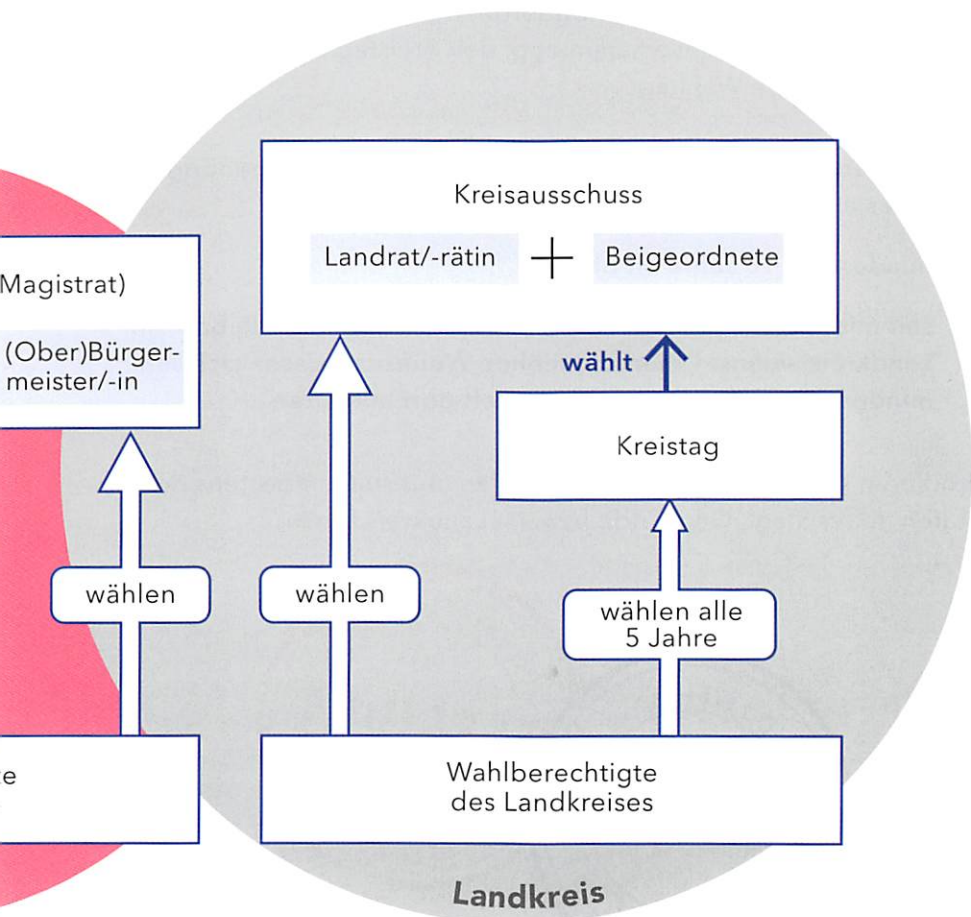 Magistrat)
(Ober)Bürger-
meister/-in
wählen
Kreisausschuss
Landrat/-rätin + Beigeordnete
wählt
Kreistag
wählen
wählen alle
5 Jahre
Wahlberechtigte
des Landkreises
Landkreis